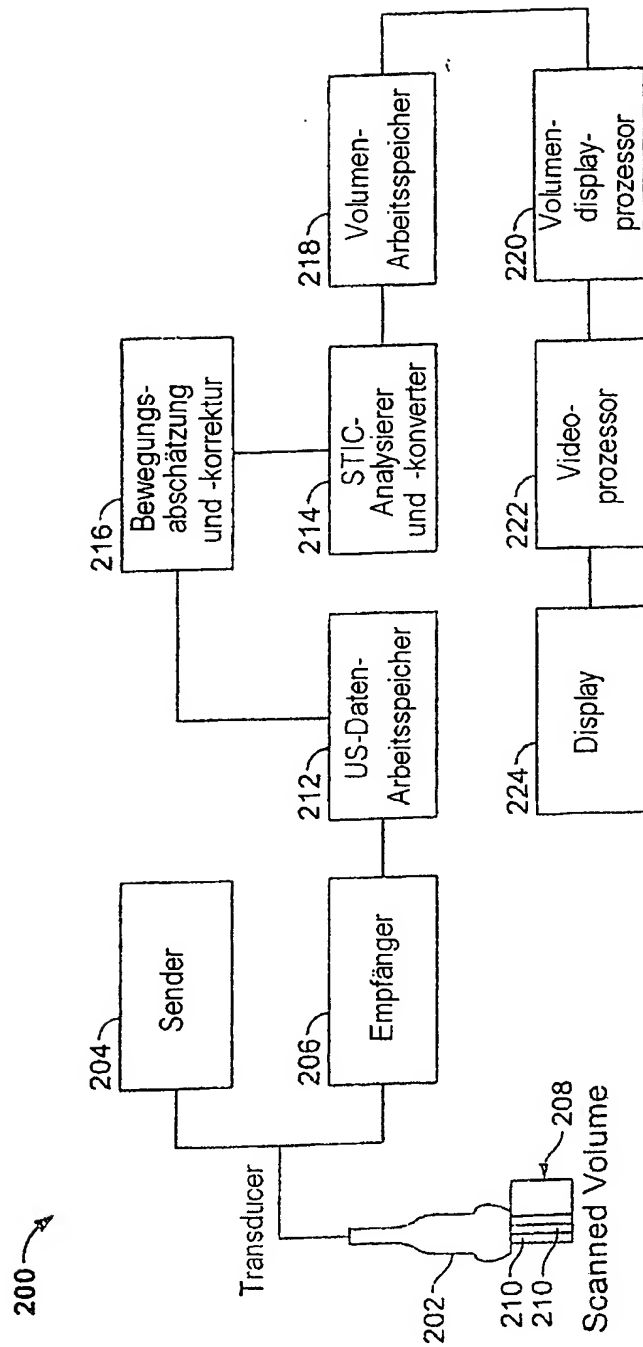 200
Transducer
202
210
210
208
Scanned Volume
204
Sender
206
Empfänger
212
US-Daten-
Arbeitsspeicher
216
Bewegungs-
abschätzung
und -korrektur
214
STIC-
Analysierer
und -konverter
218
Volumen-
Arbeitsspeicher
220
Volumen-
display-
prozessor
222
Video-
prozessor
224
Display